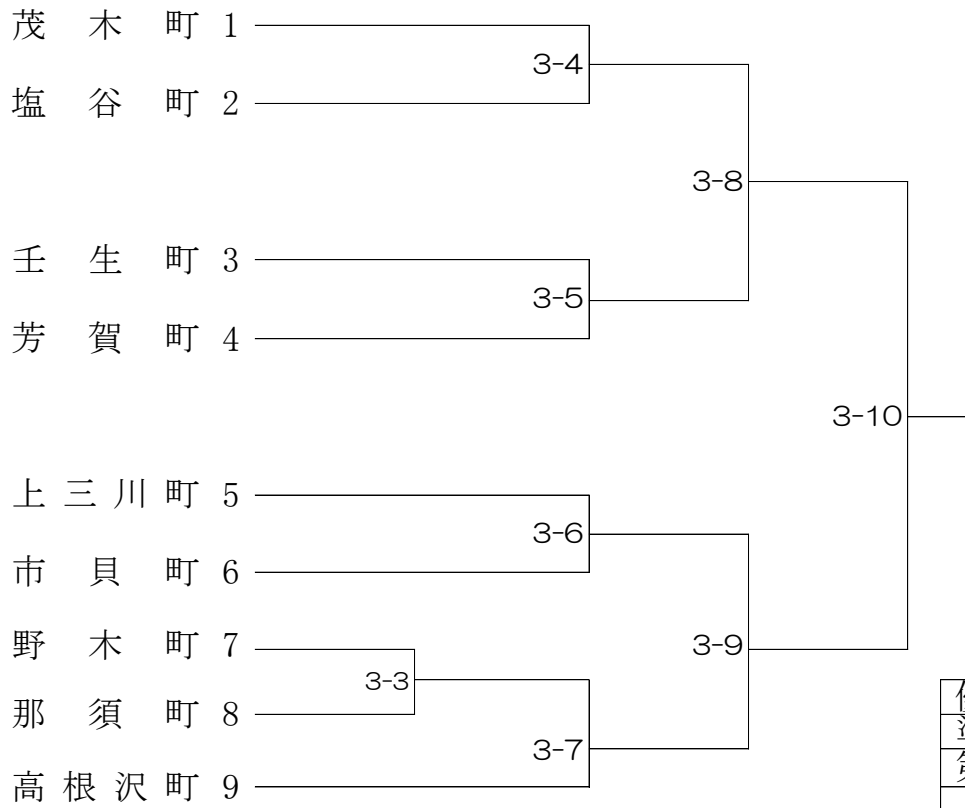 茂木町 1
3-4
塩谷町 2
3-8
壬生町 3
3-5
芳賀町 4
3-10
上三川町 5
3-6
市貝町 6
野木町 7
3-9
3-3
那須町 8
3-7
高根沢町 9